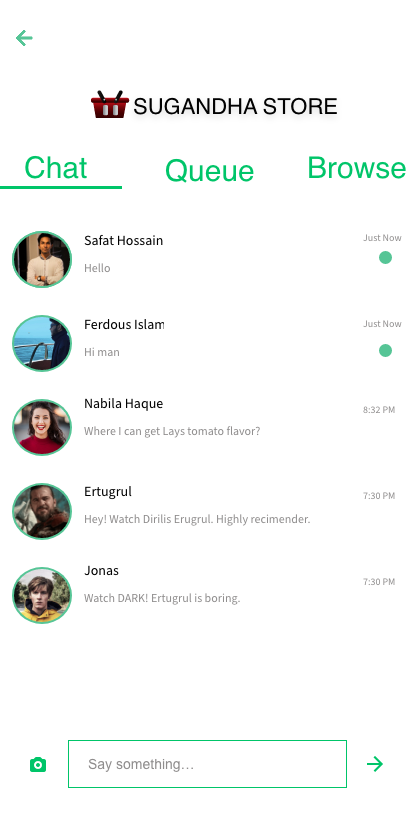 SUGANDHA STORE
Chat Queue Browse
Safat Hossain Just Now
Hello
Ferdous Islam Just Now
Hi man
Nabila Haque 8:32 PM
Where I can get Lays tomato flavor?
Ertugrul 7:30 PM
Hey! Watch Dirilis Erugrul. Highly recimender.
Jonas 7:30 PM
Watch DARK! Ertugrul is boring.
Say something...